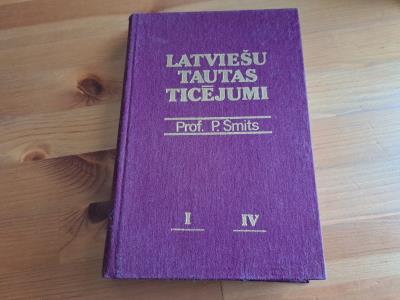 LATVIEŠU
TAUTAS
TICĒJUMI
Prof. P. Šmits
I IV